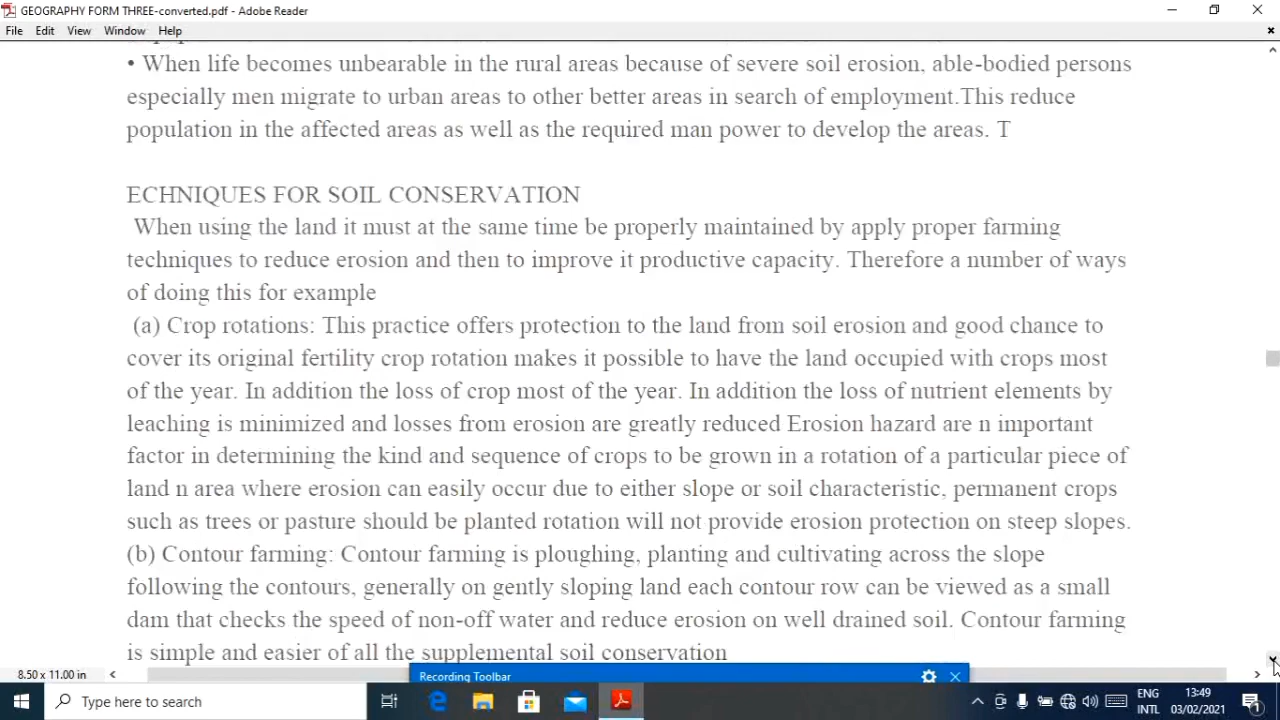 GEOGRAPHY FORM THREE-converted.pdf - Adobe Reader
File Edit View Window Help
• When life becomes unbearable in the rural areas because of severe soil erosion, able-bodied persons
especially men migrate to urban areas to other better areas in search of employment.This reduce
population in the affected areas as well as the required man power to develop the areas. T
ECHNIQUES FOR SOIL CONSERVATION
When using the land it must at the same time be properly maintained by apply proper farming
techniques to reduce erosion and then to improve it productive capacity. Therefore a number of ways
of doing this for example
(a) Crop rotations: This practice offers protection to the land from soil erosion and good chance to
cover its original fertility crop rotation makes it possible to have the land occupied with crops most
of the year. In addition the loss of crop most of the year. In addition the loss of nutrient elements by
leaching is minimized and losses from erosion are greatly reduced Erosion hazard are n important
factor in determining the kind and sequence of crops to be grown in a rotation of a particular piece of
land n area where erosion can easily occur due to either slope or soil characteristic, permanent crops
such as trees or pasture should be planted rotation will not provide erosion protection on steep slopes.
(b) Contour farming: Contour farming is ploughing, planting and cultivating across the slope
following the contours, generally on gently sloping land each contour row can be viewed as a small
dam that checks the speed of non-off water and reduce erosion on well drained soil. Contour farming
is simple and easier of all the supplemental soil conservation
8.50 x 11.00 in
Recording Toolbar
Type here to search
ENG
INTL
13:49
03/02/2021
1